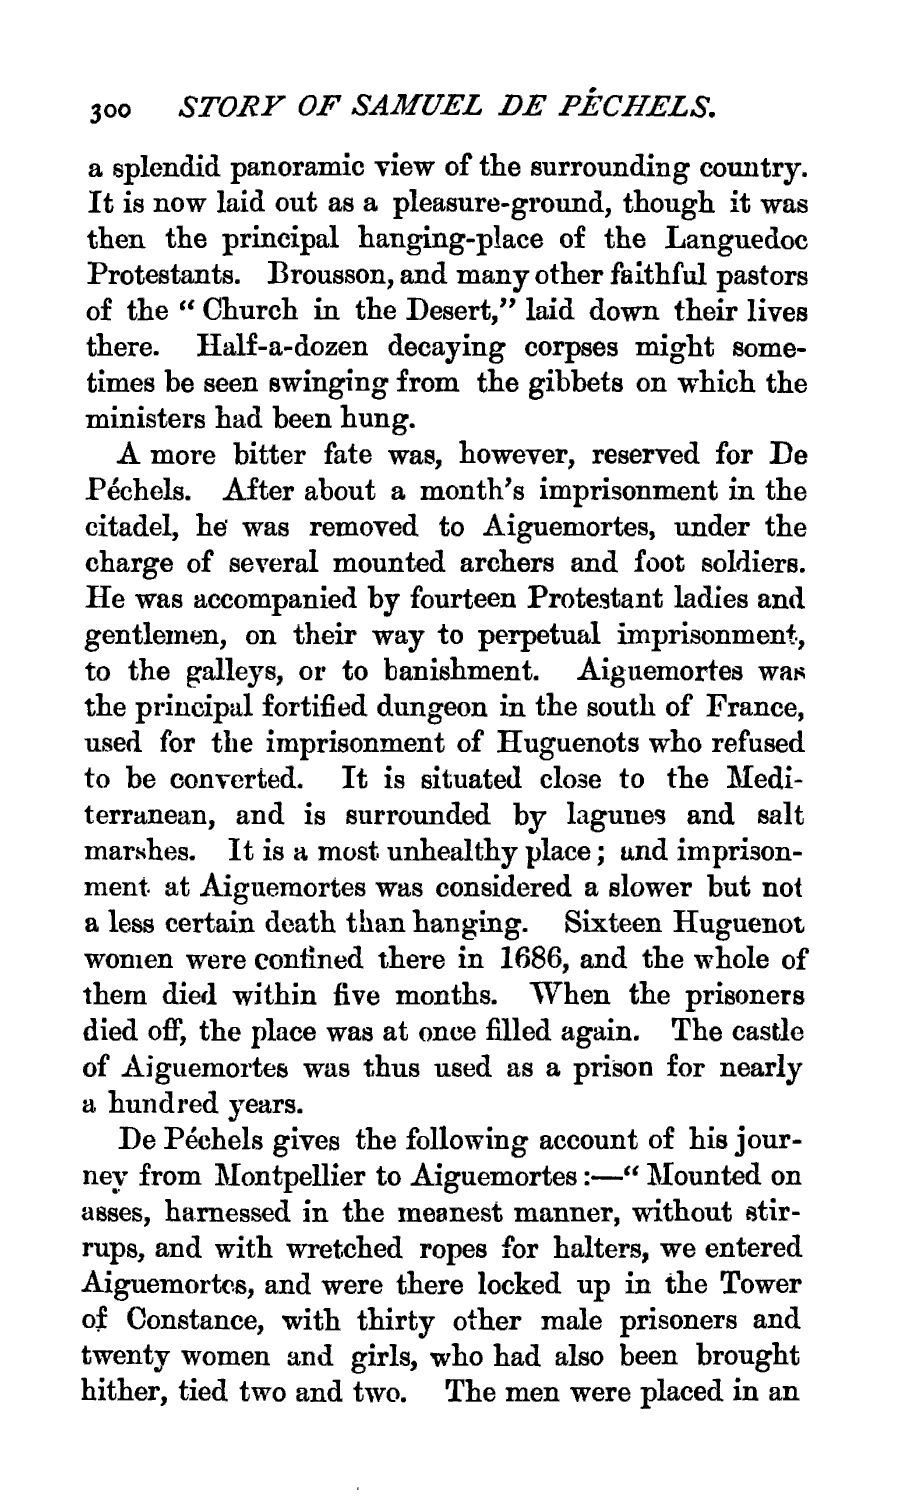 300 STORY OF SAMUEL DE PÉCHELS.
a splendid panoramic view of the surrounding country.
It is now laid out as a pleasure-ground, though it was
then the principal hanging-place of the Languedoc
Protestants. Brousson, and many other faithful pastors
of the “ Church in the Desert,” laid down their lives
there. Half-a-dozen decaying corpses might some-
times be seen swinging from the gibbets on which the
ministers had been hung.
A more bitter fate was, however, reserved for De
Péchels. After about a month's imprisonment in the
citadel, he was removed to Aiguemortes, under the
charge of several mounted archers and foot soldiers.
He was accompanied by fourteen Protestant ladies and
gentlemen, on their way to perpetual imprisonment,
to the galleys, or to banishment. Aiguemortes was
the principal fortified dungeon in the south of France,
used for the imprisonment of Huguenots who refused
to be converted. It is situated close to the Medi-
terranean, and is surrounded by lagunes and salt
marshes. It is a most unhealthy place ; and imprison-
ment at Aiguemortes was considered a slower but not
a less certain death than hanging. Sixteen Huguenot
women were confined there in 1686, and the whole of
them died within five months. When the prisoners
died off, the place was at once filled again. The castle
of Aiguemortes was thus used as a prison for nearly
a hundred years.
De Péchels gives the following account of his jour-
ney from Montpellier to Aiguemortes :—“ Mounted on
asses, harnessed in the meanest manner, without stir-
rups, and with wretched ropes for halters, we entered
Aiguemortes, and were there locked up in the Tower
of Constance, with thirty other male prisoners and
twenty women and girls, who had also been brought
hither, tied two and two. The men were placed in an